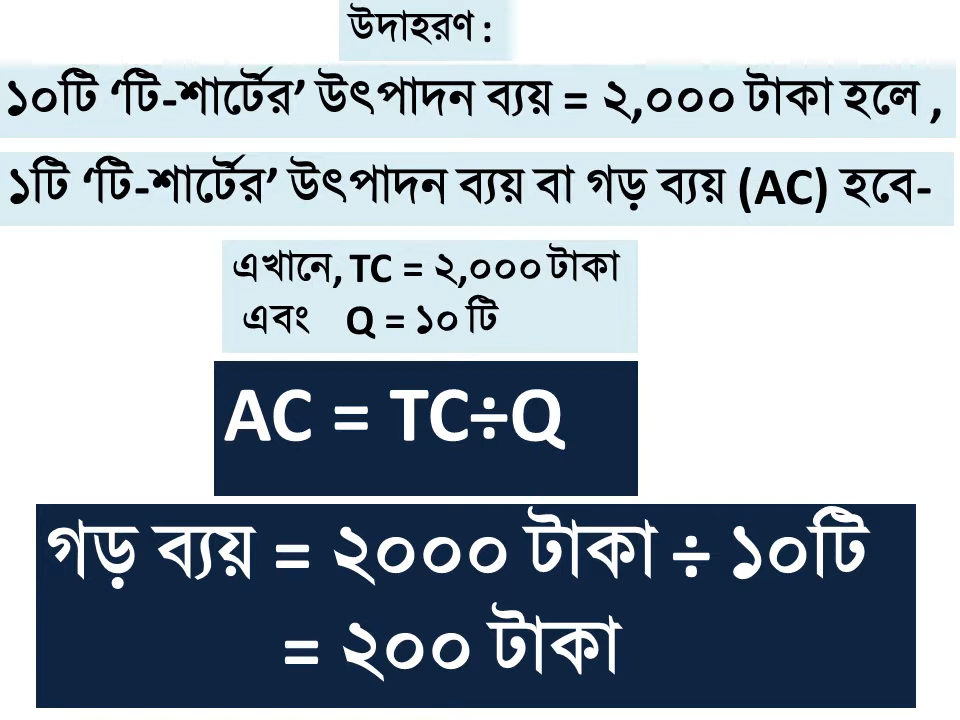 উদাহরণ :
১০টি ‘টি-শার্টের’ উৎপাদন ব্যয় = ২,০০০ টাকা হলে ,
১টি ‘টি-শার্টের’ উৎপাদন ব্যয় বা গড় ব্যয় (AC) হবে-
এখানে, TC = ২,০০০ টাকা
এবং Q = ১০ টি
AC = TC÷Q
গড় ব্যয় = ২০০০ টাকা ÷ ১০টি
= ২০০ টাকা